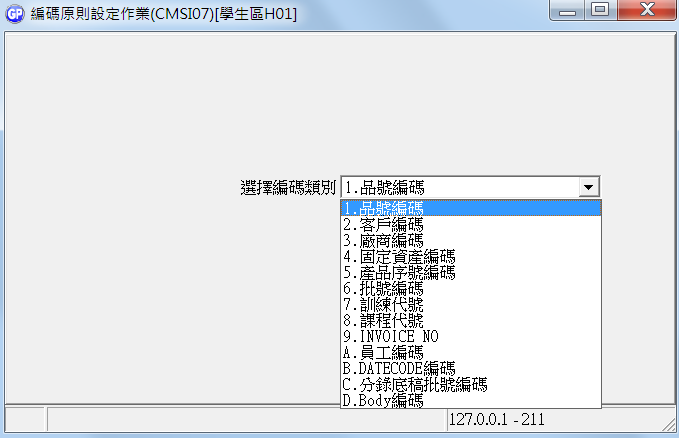 GP 編碼原則設定作業(CMSI07)[學生區H01]
選擇編碼類別 1.品號編碼
1.品號編碼
2.客戶編碼
3.廠商編碼
4.固定資產編碼
5.產品序號編碼
6.批號編碼
7.訓練代號
8.課程代號
9.INVOICE NO
A.員工編碼
B.DATECODE編碼
C.分錄底稿批號編碼
D.Body編碼
127.0.0.1 - 211